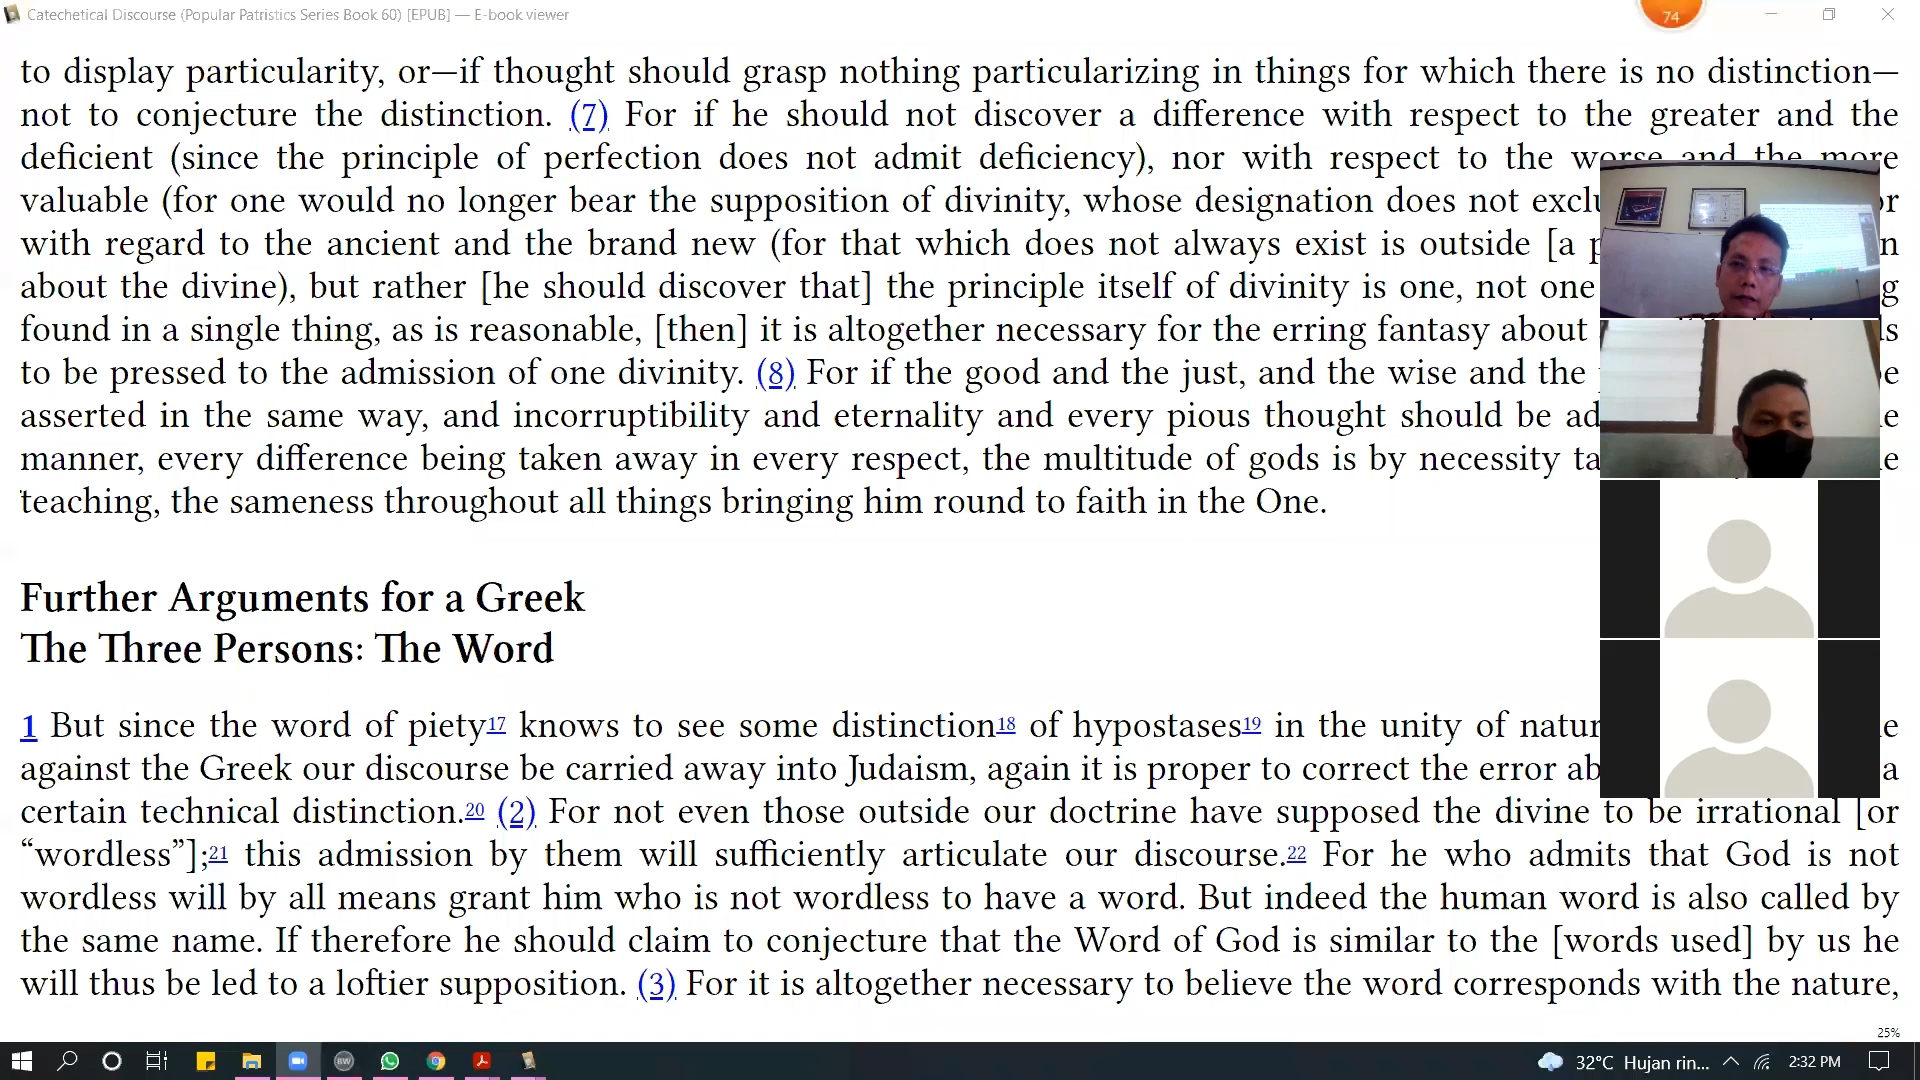 Catechetical Discourse (Popular Patristics Series Book 60) [EPUB] — E-book viewer
74
to display particularity, or—if thought should grasp nothing particularizing in things for which there is no distinction—
not to conjecture the distinction. (7) For if he should not discover a difference with respect to the greater and the
deficient (since the principle of perfection does not admit deficiency), nor with respect to the worse and the more
valuable (for one would no longer bear the supposition of divinity, whose designation does not
with regard to the ancient and the brand new (for that which does not always exist is outside [a
about the divine), but rather [he should discover that] the principle itself of divinity is one, not one
found in a single thing, as is reasonable, [then] it is altogether necessary for the erring fantasy about
to be pressed to the admission of one divinity. (8) For if the good and the just, and the wise and the
asserted in the same way, and incorruptibility and eternality and every pious thought should be
manner, every difference being taken away in every respect, the multitude of gods is by necessity
teaching, the sameness throughout all things bringing him round to faith in the One.
Further Arguments for a Greek
The Three Persons: The Word
1 But since the word of piety17 knows to see some distinction18 of hypostases19 in the unity of
against the Greek our discourse be carried away into Judaism, again it is proper to correct the error a
certain technical distinction.20 (2) For not even those outside our doctrine have supposed the divine to be irrational [or
“wordless”];21 this admission by them will sufficiently articulate our discourse.22 For he who admits that God is not
wordless will by all means grant him who is not wordless to have a word. But indeed the human word is also called by
the same name. If therefore he should claim to conjecture that the Word of God is similar to the [words used] by us he
will thus be led to a loftier supposition. (3) For it is altogether necessary to believe the word corresponds with the nature,
25%
BW
32°C Hujan rin...
2:32 PM